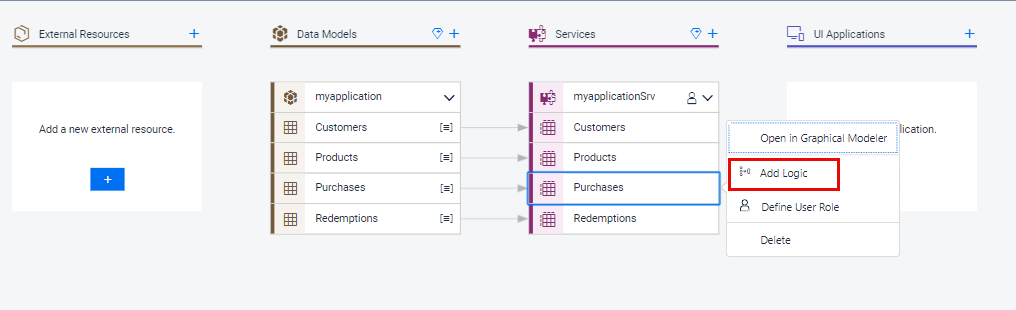 External Resources
Data Models
Services
UI Applications
Add a new external resource.
myapplication
Customers
Products
Purchases
Redemptions
myapplicationSrv
Customers
Products
Purchases
Redemptions
lication.
Open in Graphical Modeler
Add Logic
Define User Role
Delete